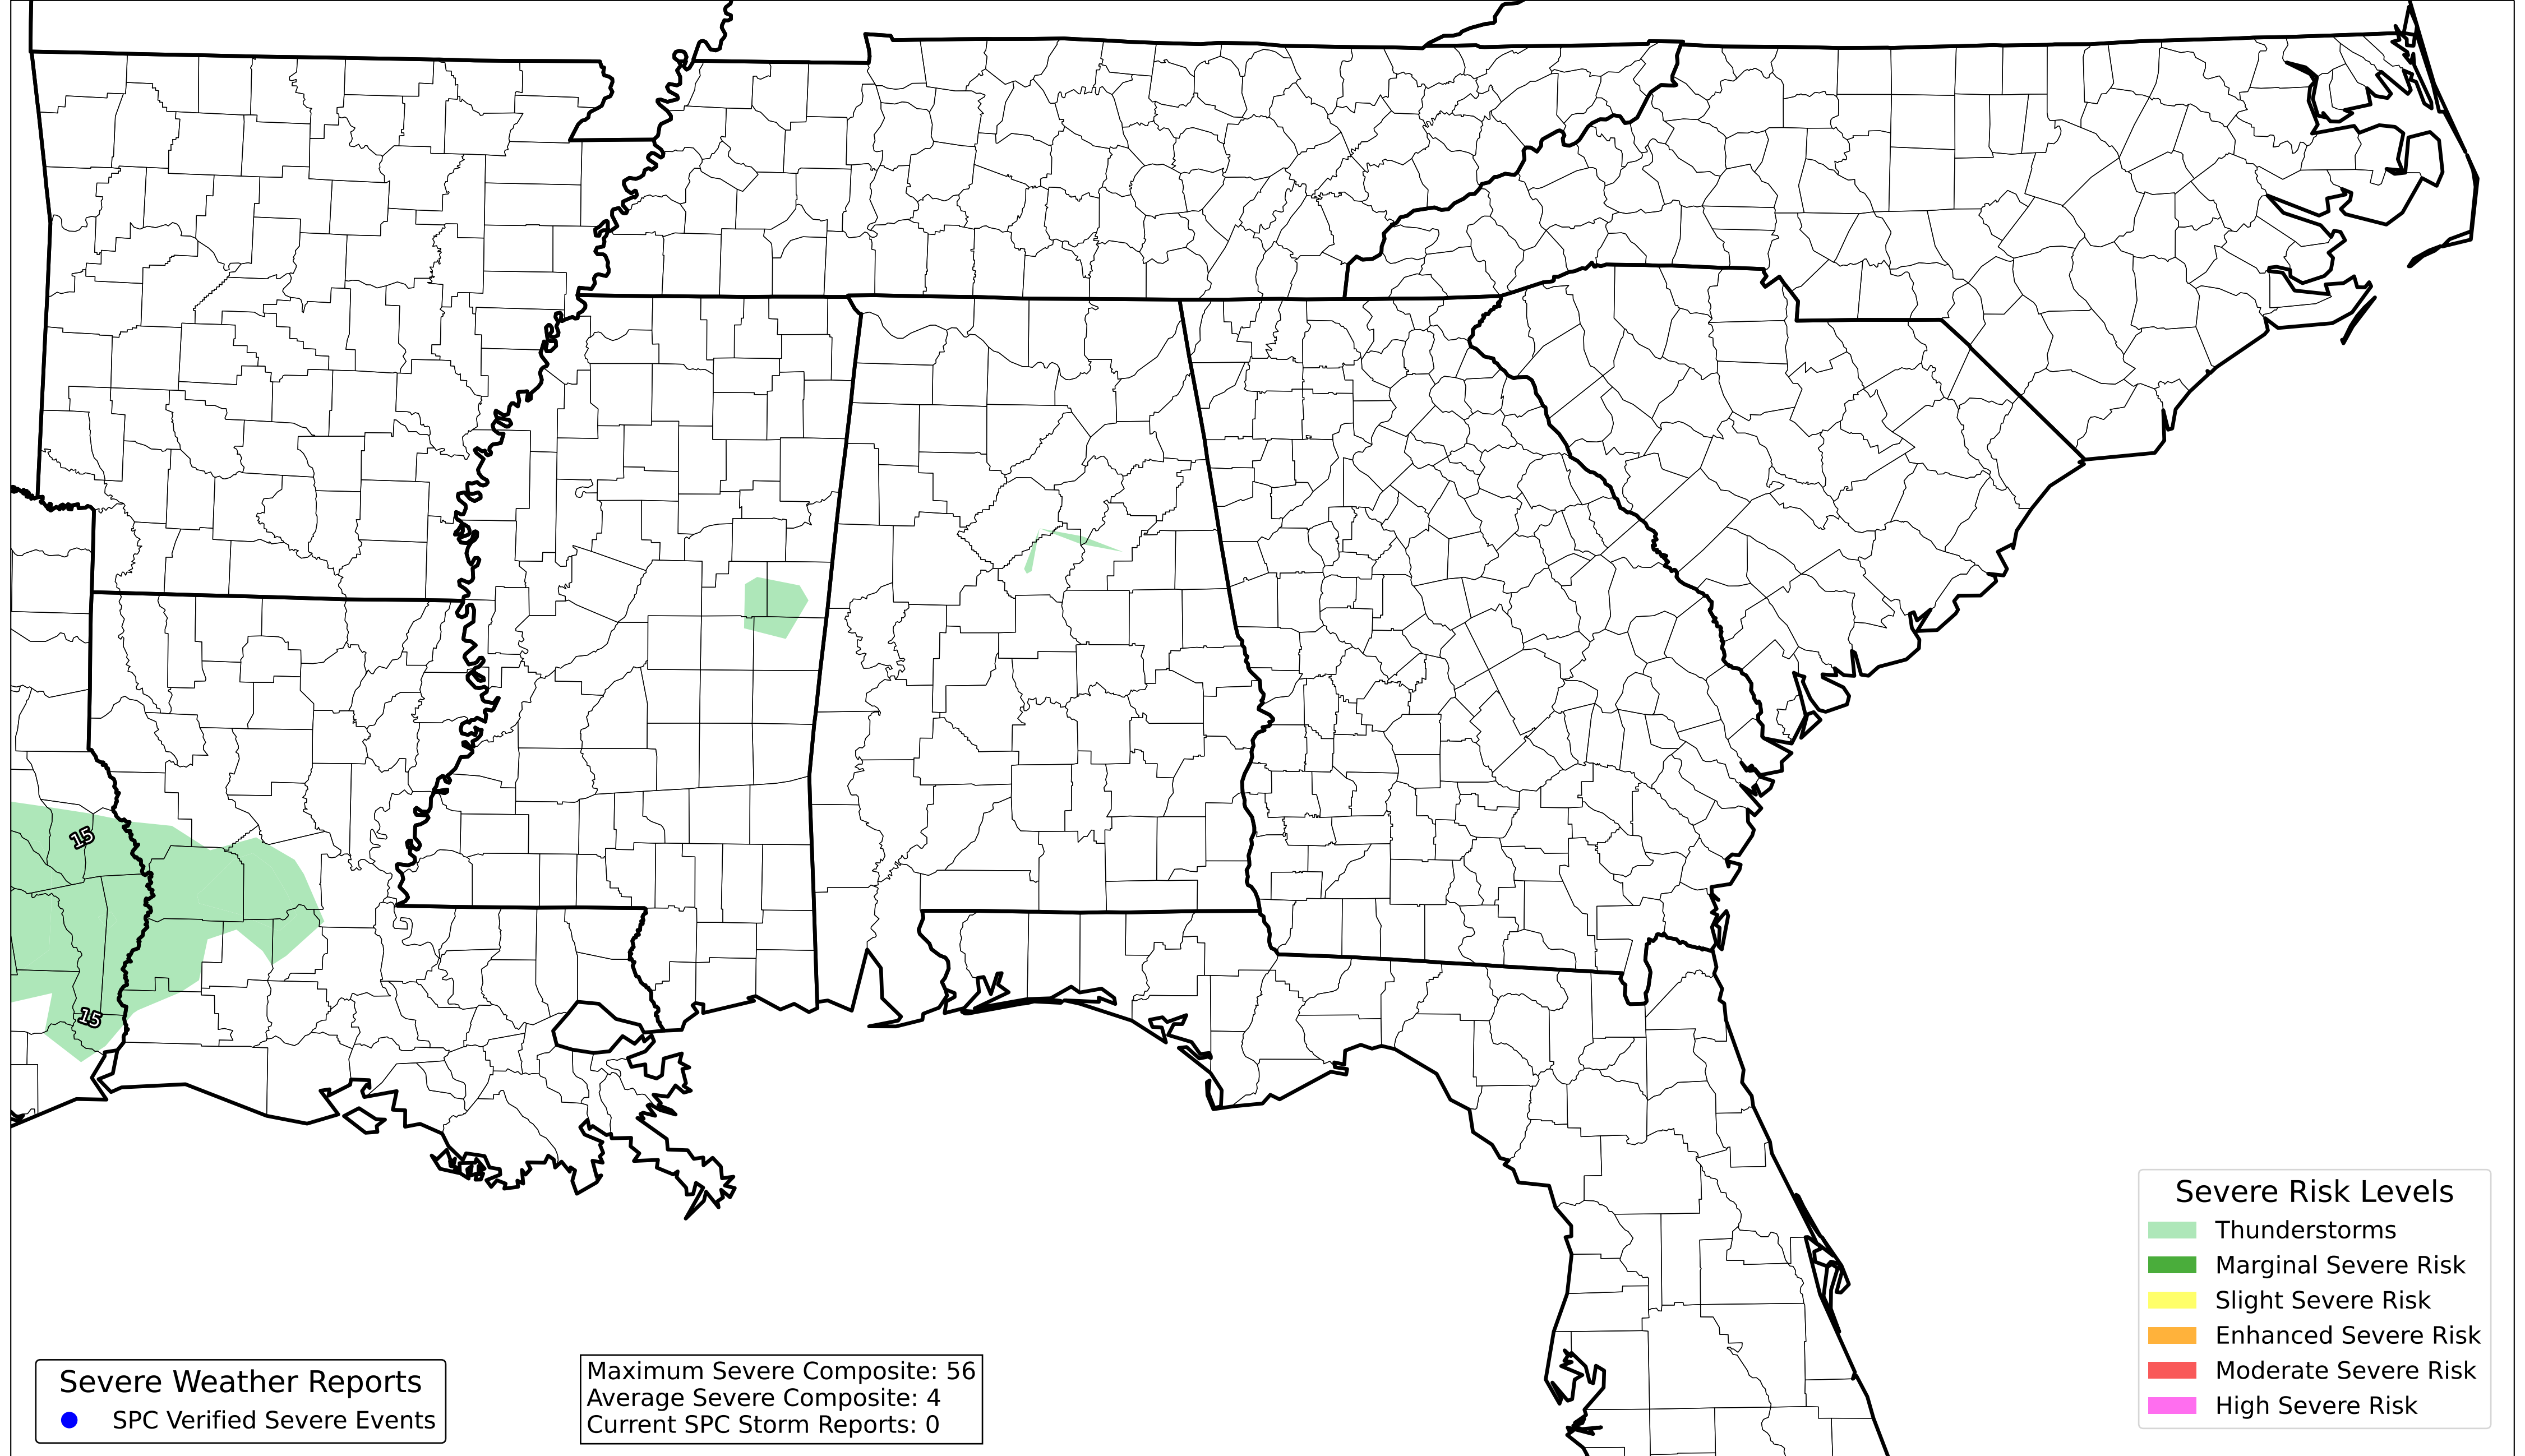 15
15
Severe Risk Levels
Thunderstorms
Marginal Severe Risk
Slight Severe Risk
Enhanced Severe Risk
Moderate Severe Risk
High Severe Risk
Severe Weather Reports
SPC Verified Severe Events
Maximum Severe Composite: 56
Average Severe Composite: 4
Current SPC Storm Reports: 0